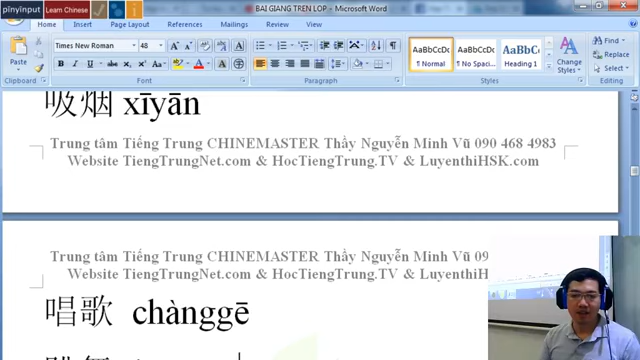 pinyinput
Learn Chinese
BAI GIANG TREN LOP - Microsoft Word
Home Insert Page Layout References Mailings Review View
Paste
Times New Roman 48
Clipboard Font Paragraph Styles Editing
AaBbCcDc AaBbCcDc AaBbC
¶ Normal ¶ No Spaci... Heading 1
Change Styles
Find
Replace
Select
吸烟 xīyān
Trung tâm Tiếng Trung CHINEMASTER Thầy Nguyễn Minh Vũ 090 468 4983
Website TiengTrungNet.com & HocTiengTrung.TV & LuyenthiHSK.com
Trung tâm Tiếng Trung CHINEMASTER Thầy Nguyễn Minh Vũ 09
Website TiengTrungNet.com & HocTiengTrung.TV & LuyenthiHSK
唱歌 chànggē